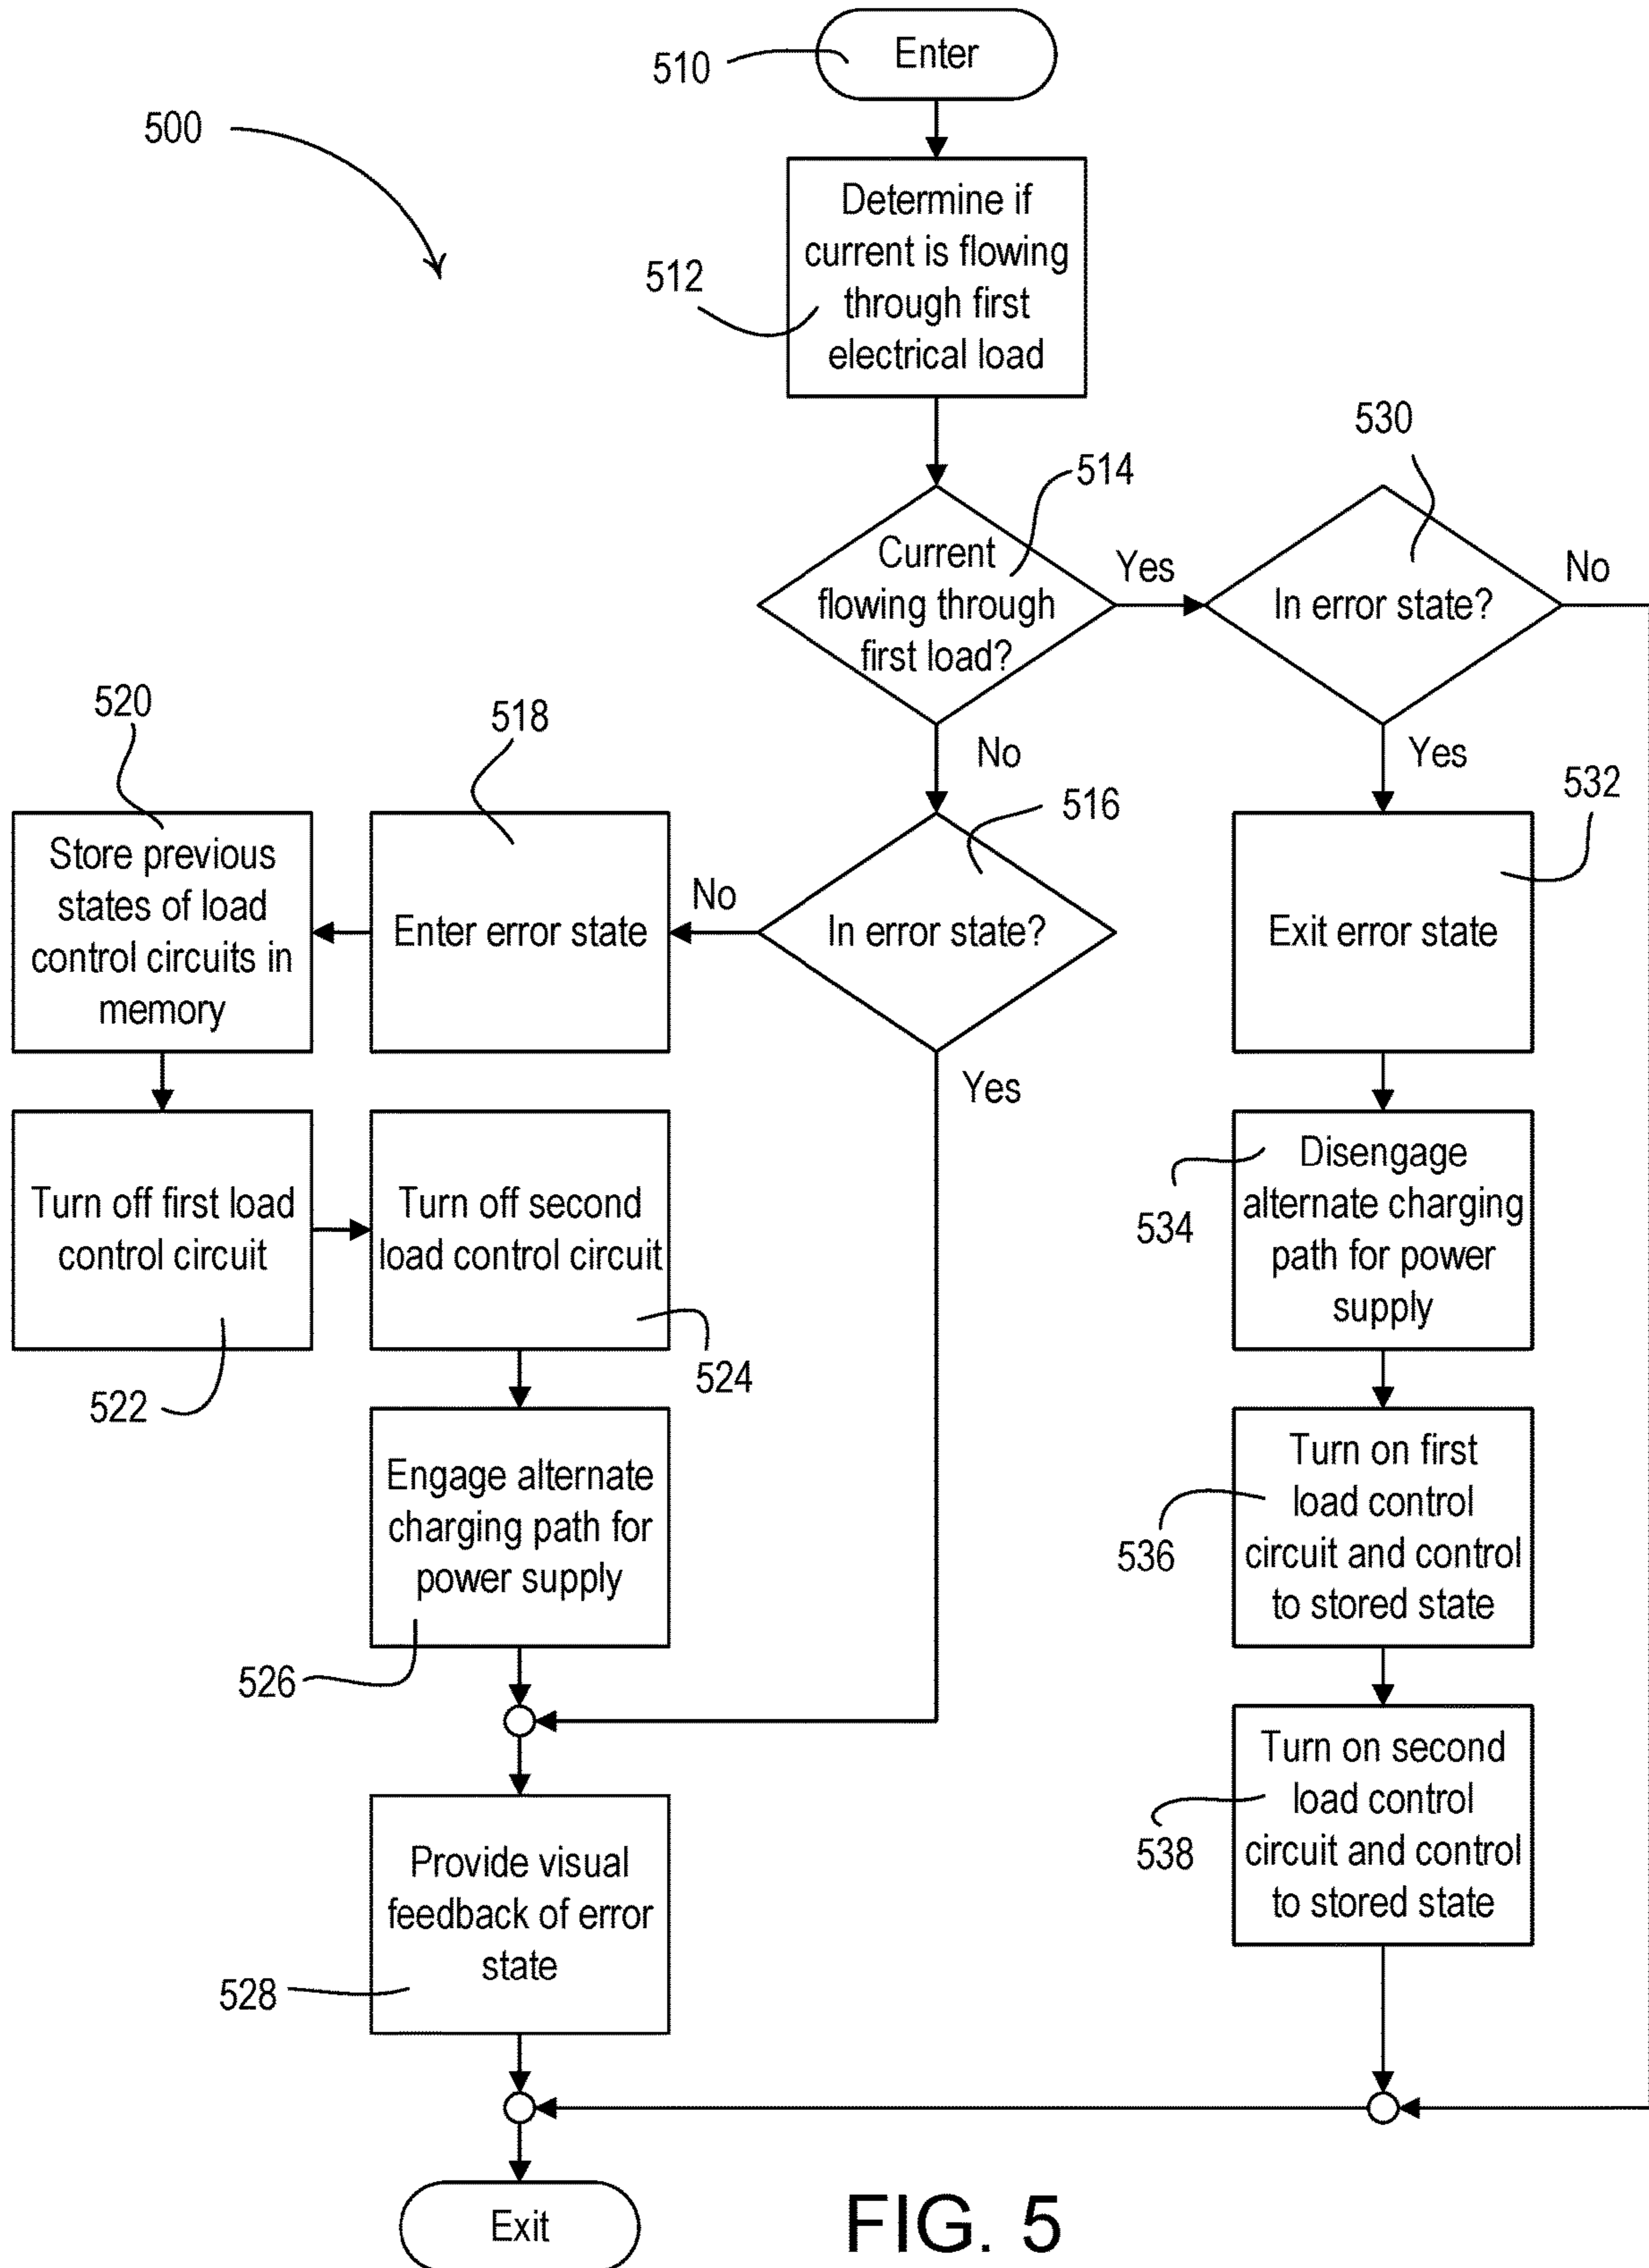 Enter
510
500
Determine if
current is flowing
through first
electrical load
512
530
514
Current
flowing through
first load?
Yes
In error state?
No
520
518
No
Yes
532
516
Store previous
states of load
control circuits in
memory
Enter error state
No
In error state?
Exit error state
Yes
Turn off first load
control circuit
Turn off second
load control circuit
Disengage
alternate charging
path for power
supply
534
522
524
Engage alternate
charging path for
power supply
526
Turn on first
load control
circuit and control
to stored state
536
Turn on second
load control
circuit and control
to stored state
538
Provide visual
feedback of error
state
528
Exit
FIG. 5